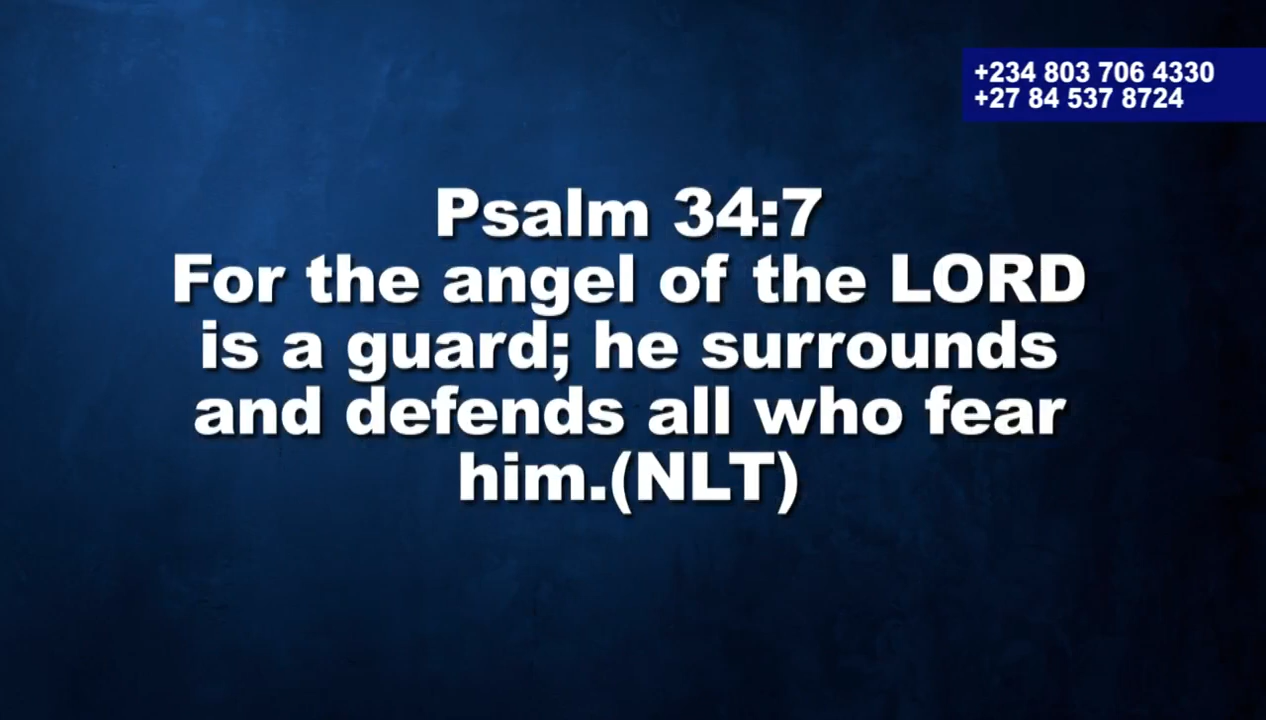 +234 803 706 4330
+27 84 537 8724
Psalm 34:7
For the angel of the LORD
is a guard; he surrounds
and defends all who fear
him.(NLT)